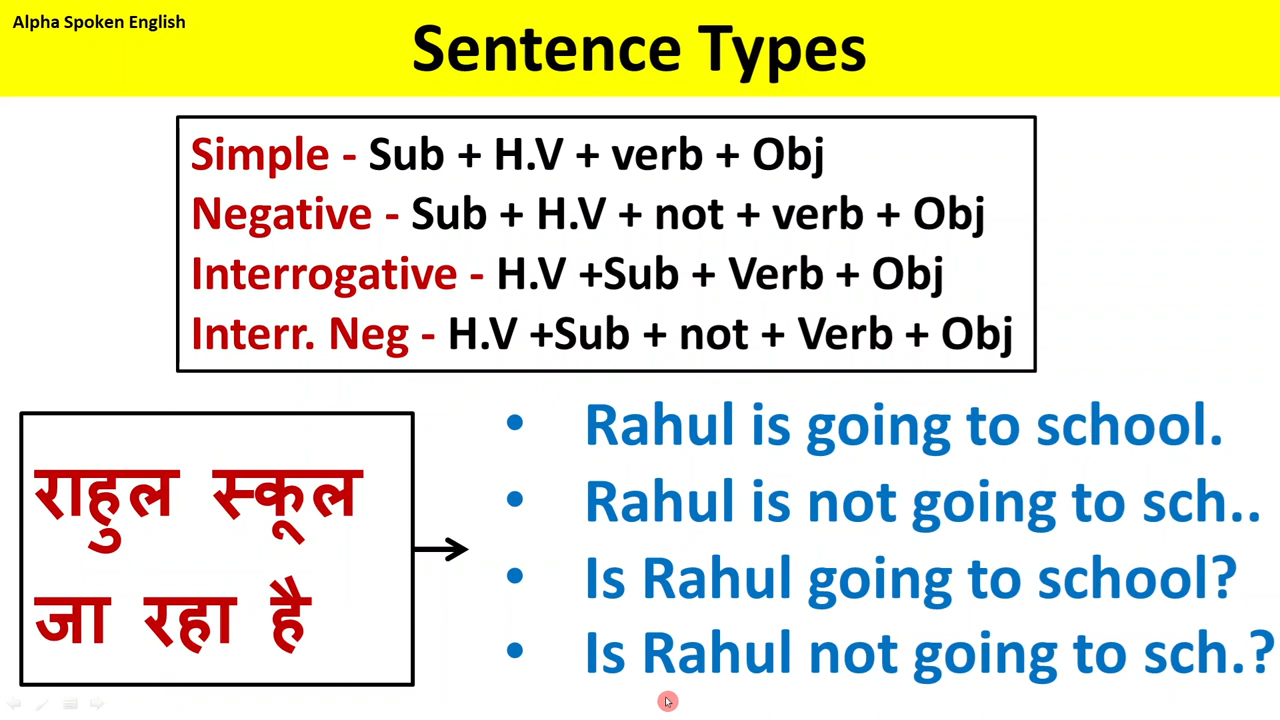 Alpha Spoken English
Sentence Types
Simple - Sub + H.V + verb + Obj
Negative - Sub + H.V + not + verb + Obj
Interrogative - H.V +Sub + Verb + Obj
Interr. Neg - H.V +Sub + not + Verb + Obj
राहुल स्कूल
जा रहा है
• Rahul is going to school.
• Rahul is not going to sch..
• Is Rahul going to school?
• Is Rahul not going to sch.?